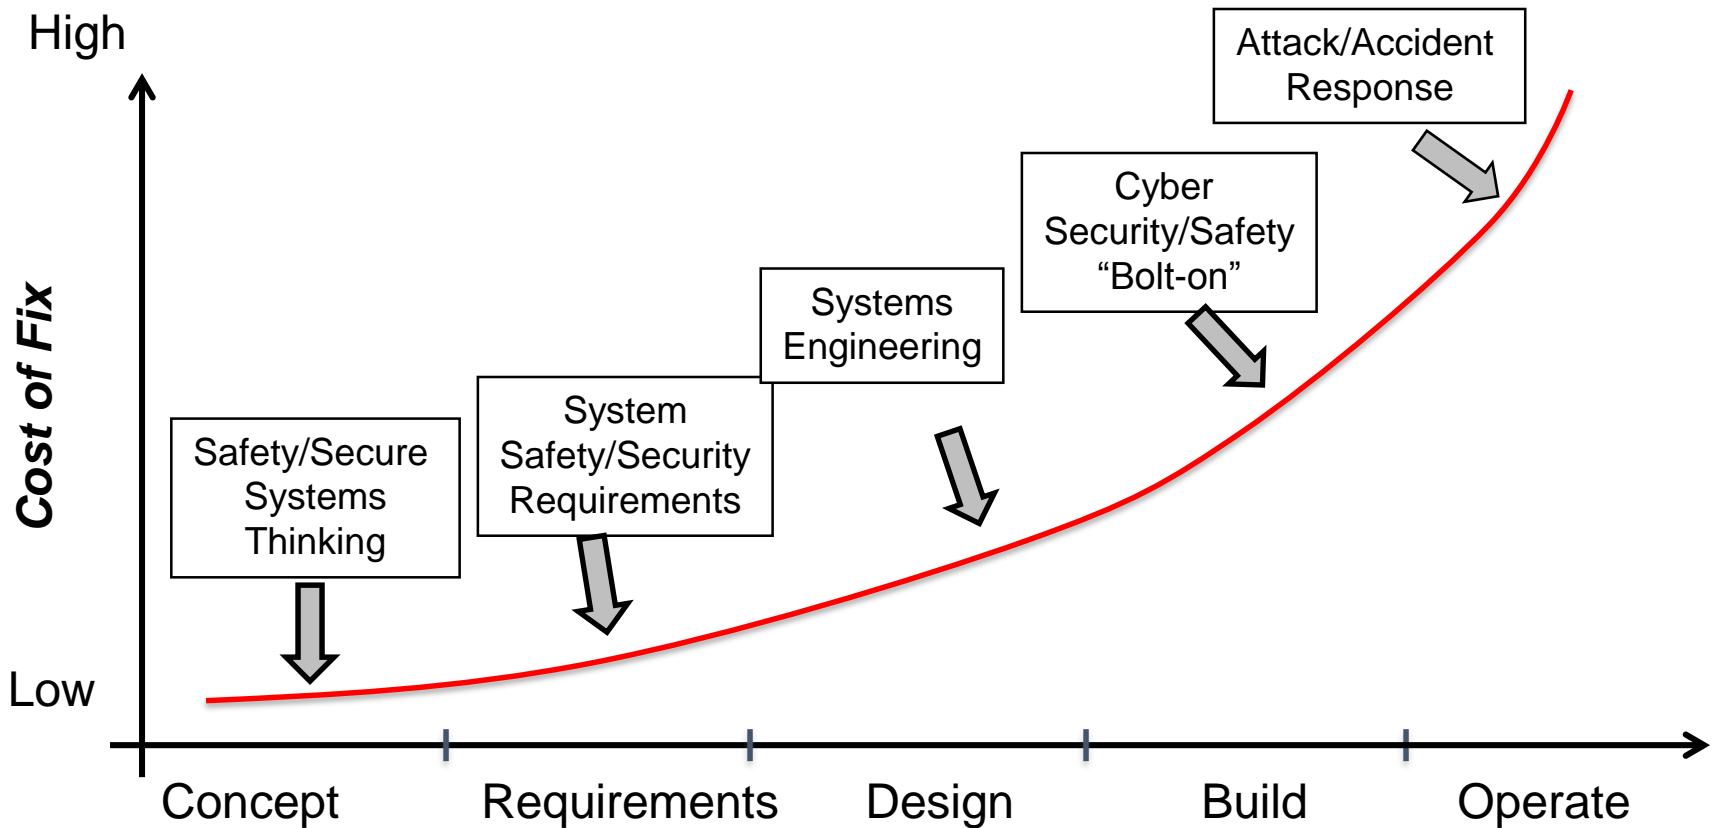 High
Attack/Accident
Response
Cyber
Security/Safety
“Bolt-on”
Systems
Engineering
System
Safety/Security
Requirements
Safety/Secure
Systems
Thinking
Cost of Fix
Low
Concept
Requirements
Design
Build
Operate